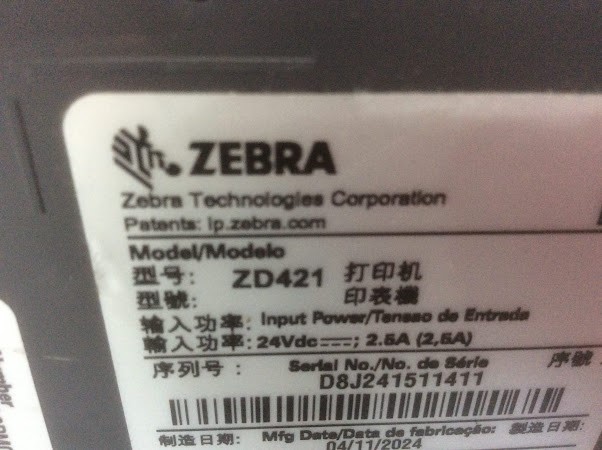 ZEBRA
Zebra Technologies Corporation
Patents: ip.zebra.com
Model/Modelo
型号: ZD421 打印机
型號: 印表機
输入功率: Input Power/Tensao de Entrada
輸入功率: 24Vdc ⎓; 2.5A (2,5A)
序列号: Serial No./No. de Série 序號
D8J241511411
制造日期: Mfg Date/Data de fabricação: 製造日期:
04/11/2024